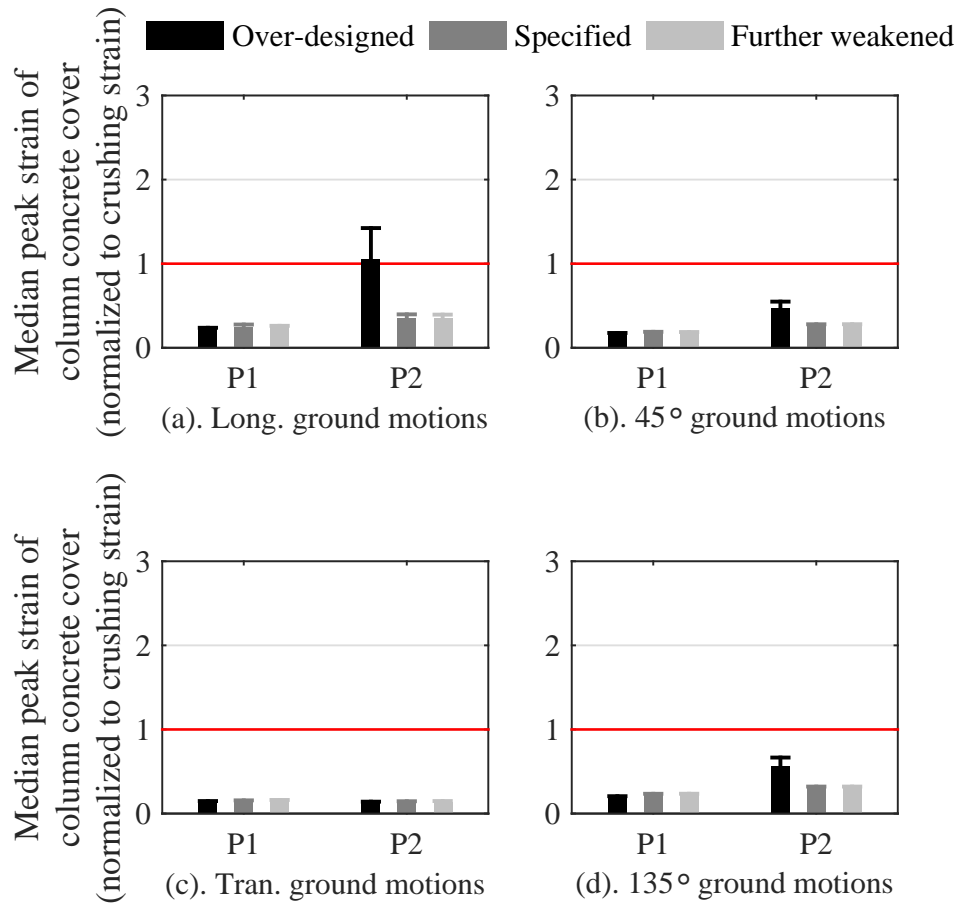 Over-designed Specified Further weakened
Median peak strain of
column concrete cover
(normalized to crushing strain)
3
2
1
0
P1 P2
(a). Long. ground motions
3
2
1
0
P1 P2
(b). 45° ground motions
Median peak strain of
column concrete cover
(normalized to crushing strain)
3
2
1
0
P1 P2
(c). Tran. ground motions
3
2
1
0
P1 P2
(d). 135° ground motions